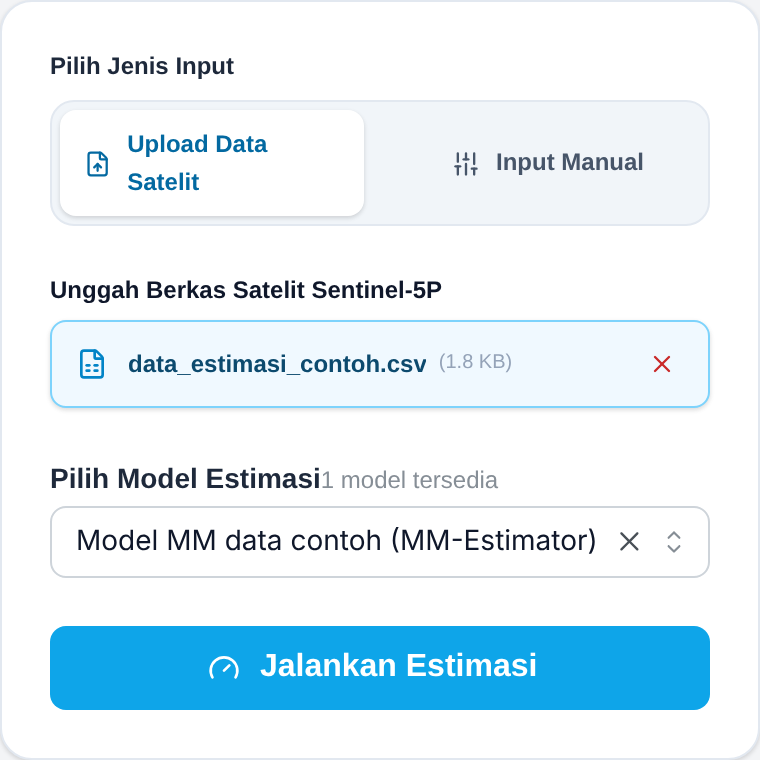 Pilih Jenis Input
Upload Data
Satelit
Input Manual
Unggah Berkas Satelit Sentinel-5P
data_estimasi_contoh.csv (1.8 KB)
Pilih Model Estimasi1 model tersedia
Model MM data contoh (MM-Estimator)
Jalankan Estimasi